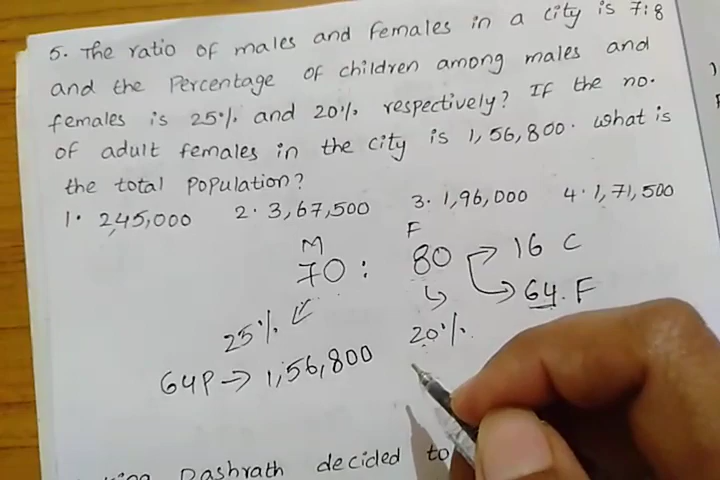 5. The ratio of males and females in a city is 7:8
and the Percentage of children among males and
females is 25% and 20% respectively? If the no.
of adult females in the city is 1,56,800. what is
the total population?
1. 2,45,000 2. 3,67,500 3. 1,96,000 4. 1,71,500
M F
70 : 80 → 16 C
→ 64. F
25% 20%
64P → 1,56,800
Dashrath decided to